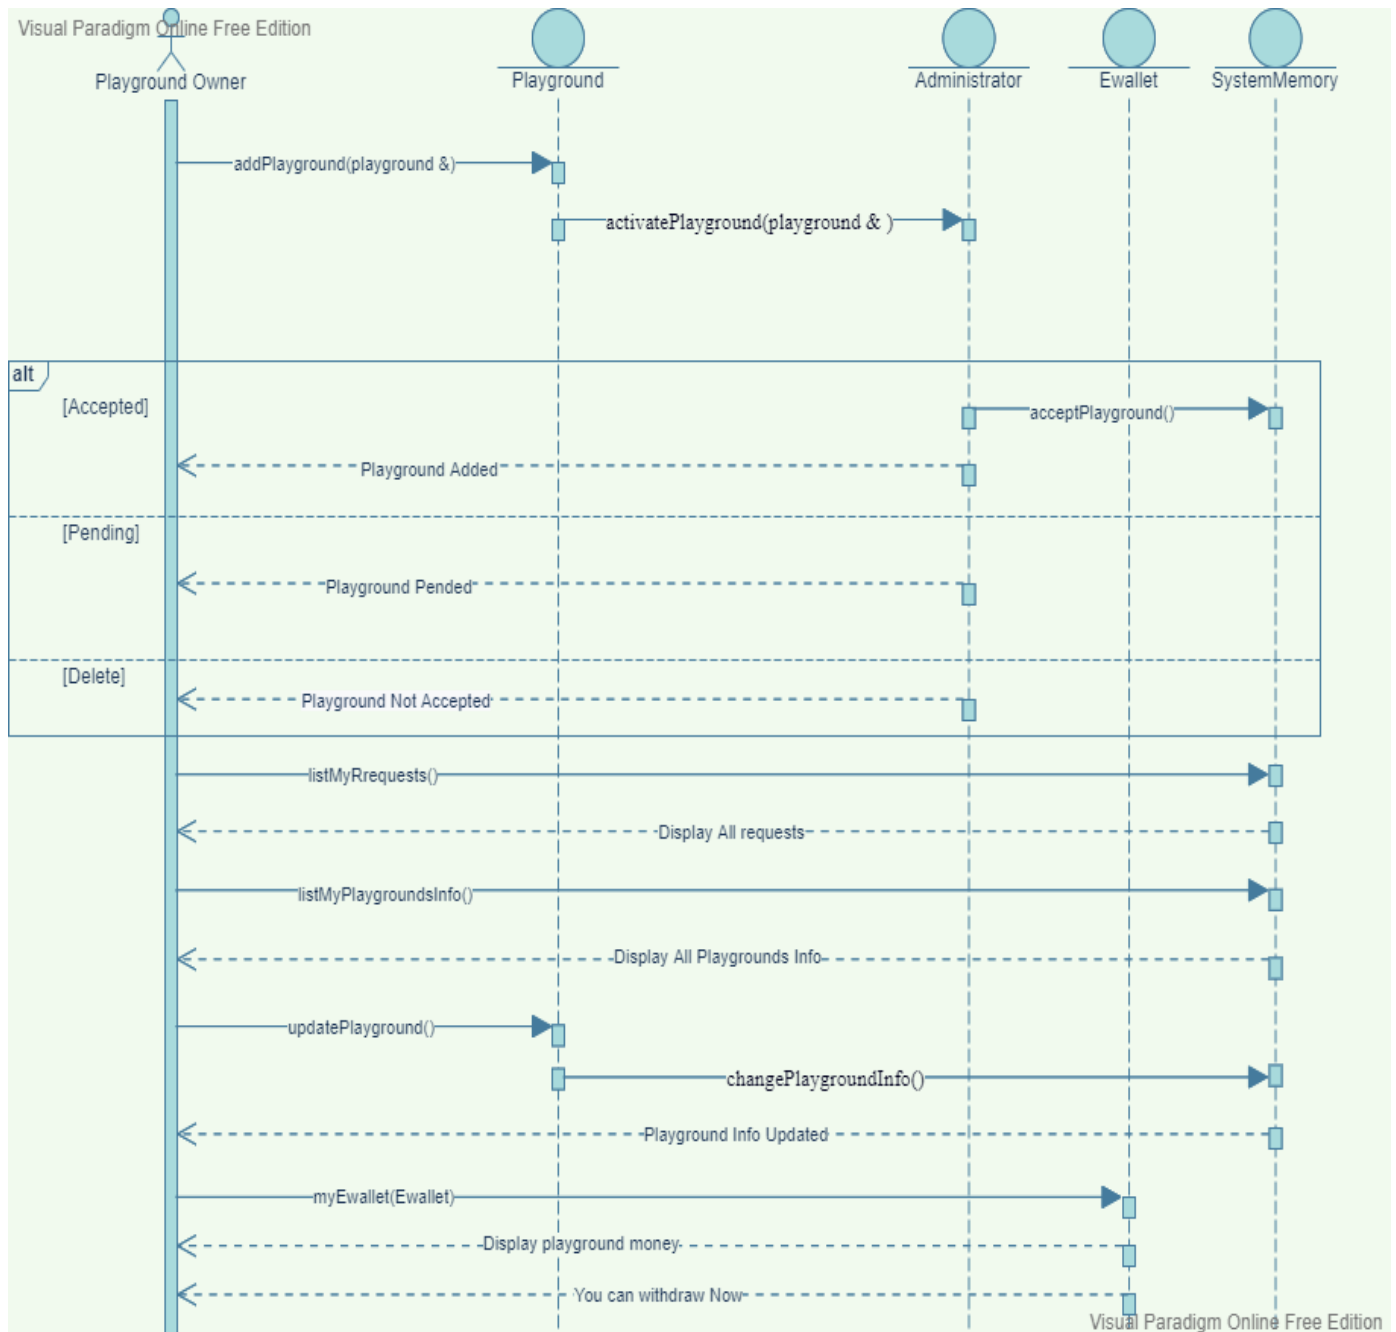 Visual Paradigm Online Free Edition
Playground Owner
Playground
Administrator
Ewallet
SystemMemory
addPlayground(playground &)
activatePlayground(playground & )
alt
[Accepted]
acceptPlayground()
Playground Added
[Pending]
Playground Pended
[Delete]
Playground Not Accepted
listMyRrequests()
Display All requests
listMyPlaygroundsInfo()
Display All Playgrounds Info
updatePlayground()
changePlaygroundInfo()
Playground Info Updated
myEwallet(Ewallet)
Display playground money
You can withdraw Now
Visual Paradigm Online Free Edition